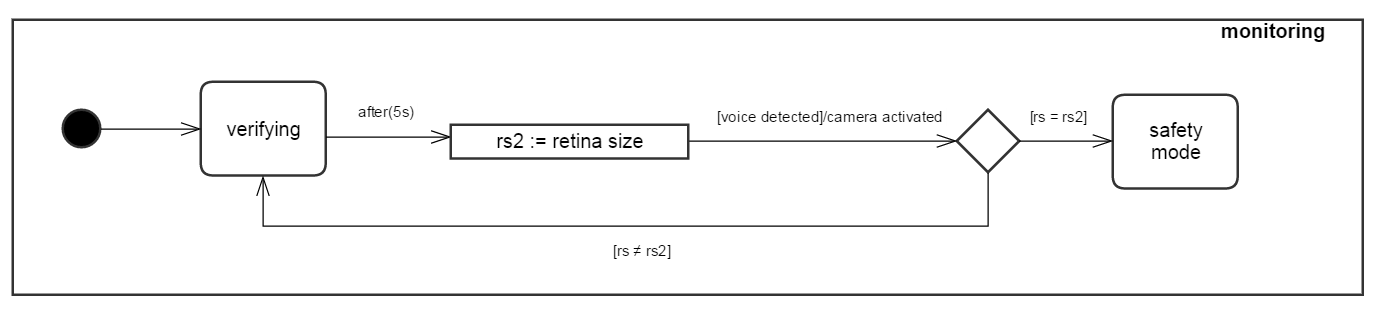 monitoring
verifying
after(5s)
rs2 := retina size
[voice detected]/camera activated
[rs = rs2]
safety
mode
[rs ≠ rs2]